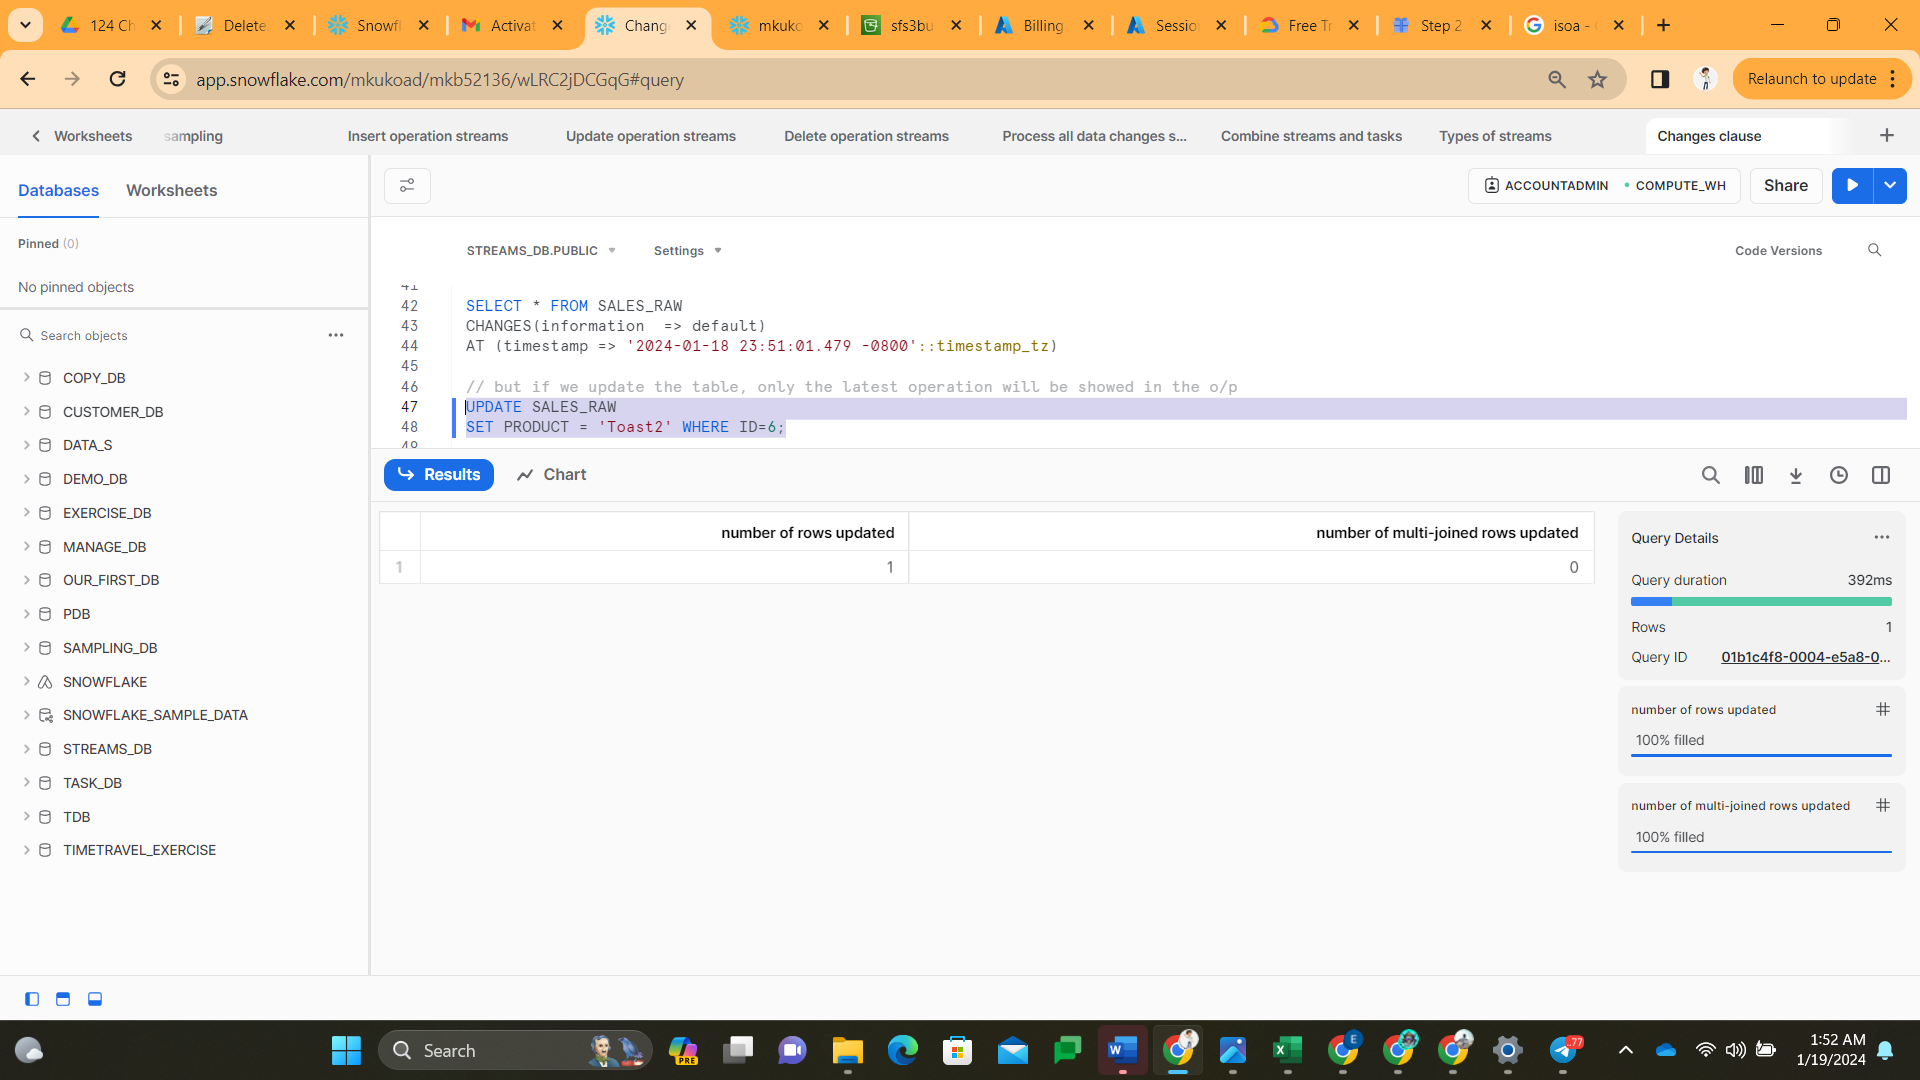 124 Ch
Delete
Snowfl
Activat
Chang
mkuko
sfs3bu
Billing
Sessio
Free Tr
Step 2
isoa -
app.snowflake.com/mkukoad/mkb52136/wLRC2jDCGqG#query
Relaunch to update
Worksheets
sampling
Insert operation streams
Update operation streams
Delete operation streams
Process all data changes s...
Combine streams and tasks
Types of streams
Changes clause
Databases
Worksheets
ACCOUNTADMIN
COMPUTE_WH
Share
Pinned (0)
No pinned objects
Search objects
COPY_DB
CUSTOMER_DB
DATA_S
DEMO_DB
EXERCISE_DB
MANAGE_DB
OUR_FIRST_DB
PDB
SAMPLING_DB
SNOWFLAKE
SNOWFLAKE_SAMPLE_DATA
STREAMS_DB
TASK_DB
TDB
TIMETRAVEL_EXERCISE
STREAMS_DB.PUBLIC
Settings
Code Versions
41
42 SELECT * FROM SALES_RAW
43 CHANGES(information  => default)
44 AT (timestamp => '2024-01-18 23:51:01.479 -0800'::timestamp_tz)
45
46 // but if we update the table, only the latest operation will be showed in the o/p
47 UPDATE SALES_RAW
48 SET PRODUCT = 'Toast2' WHERE ID=6;
49
Results
Chart
number of rows updated
number of multi-joined rows updated
1 1 0
Query Details
Query duration 392ms
Rows 1
Query ID 01b1c4f8-0004-e5a8-0...
number of rows updated
100% filled
number of multi-joined rows updated
100% filled
Search
PRE
E
.77
1:52 AM
1/19/2024